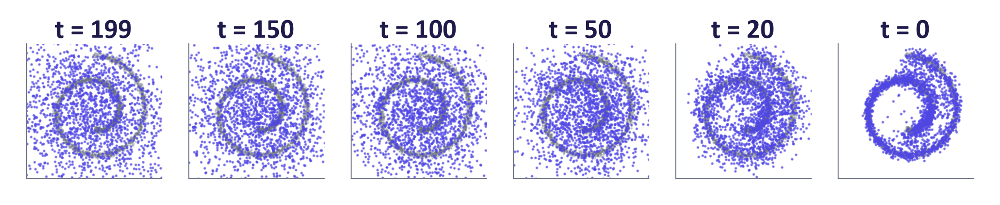 t = 199
t = 150
t = 100
t = 50
t = 20
t = 0